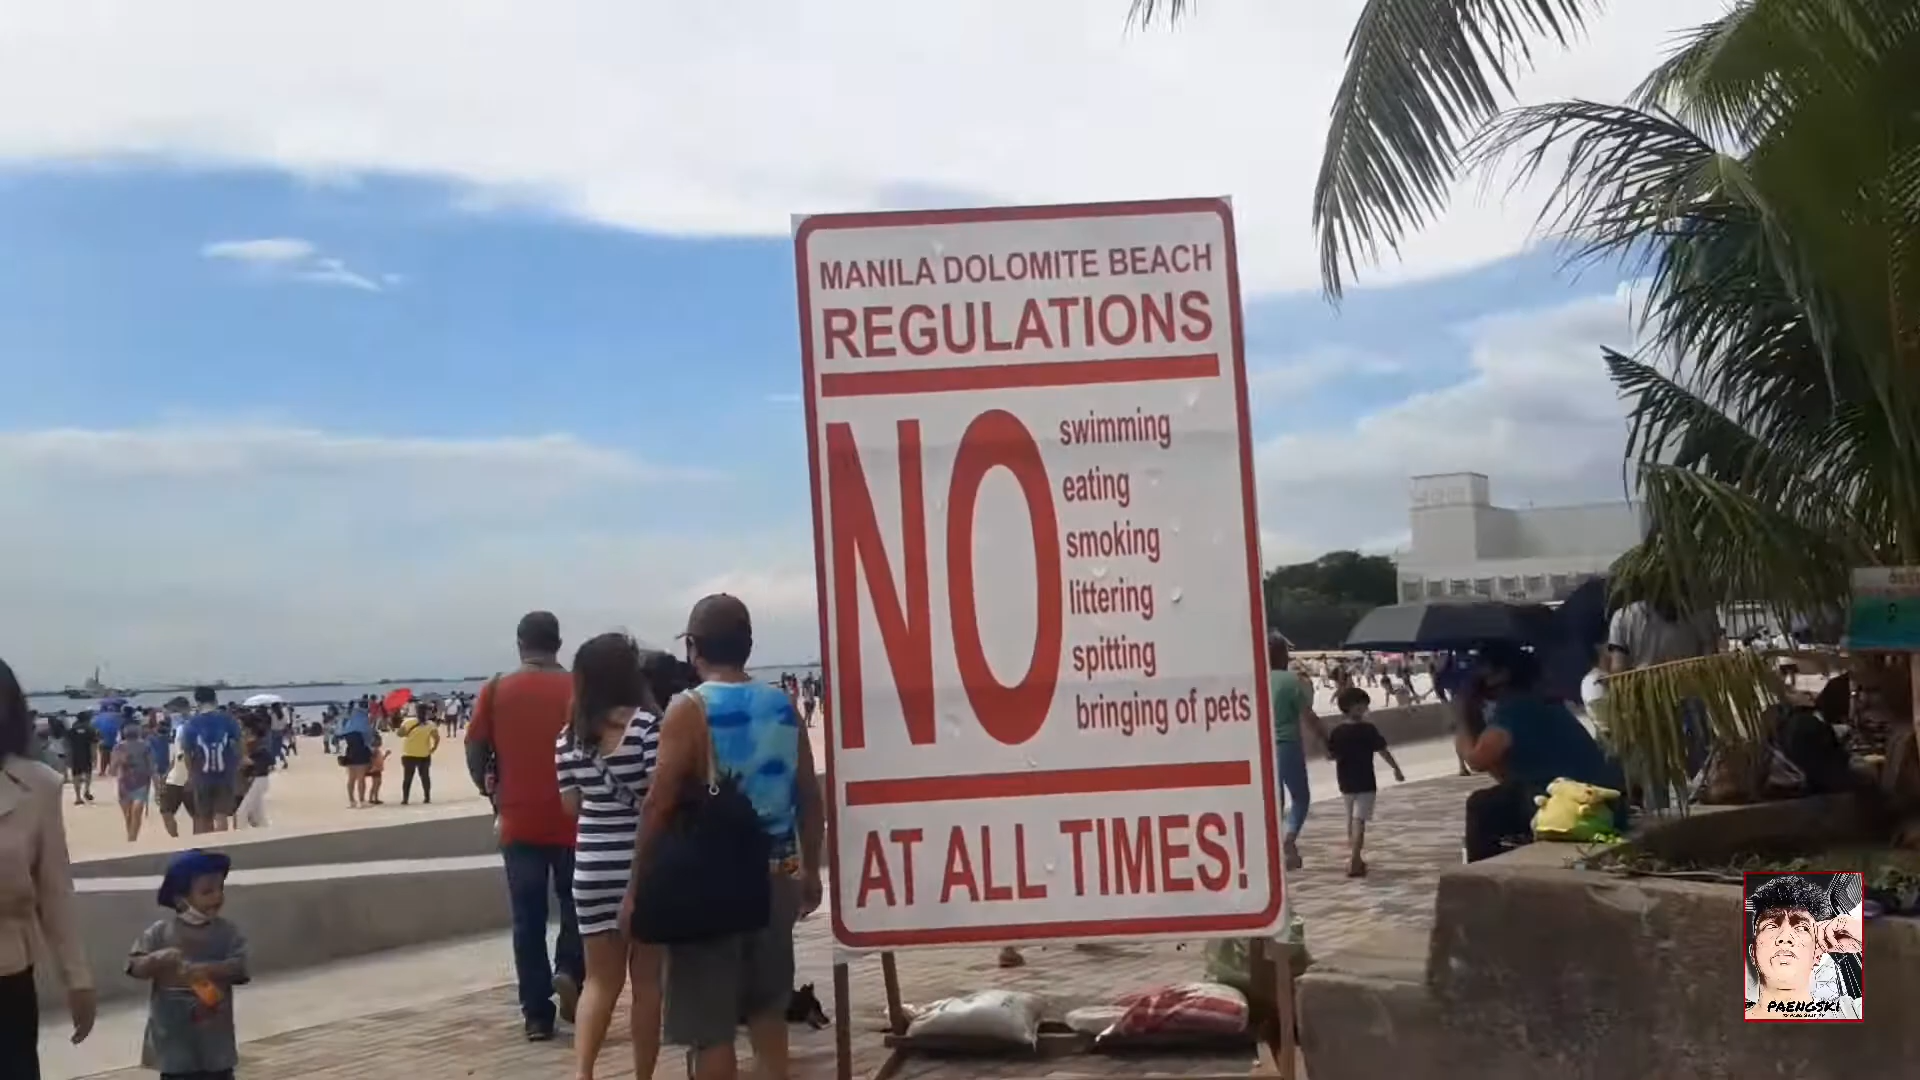 MANILA DOLOMITE BEACH
REGULATIONS
NO
swimming
eating
smoking
littering
spitting
bringing of pets
AT ALL TIMES!
PAENGSKI